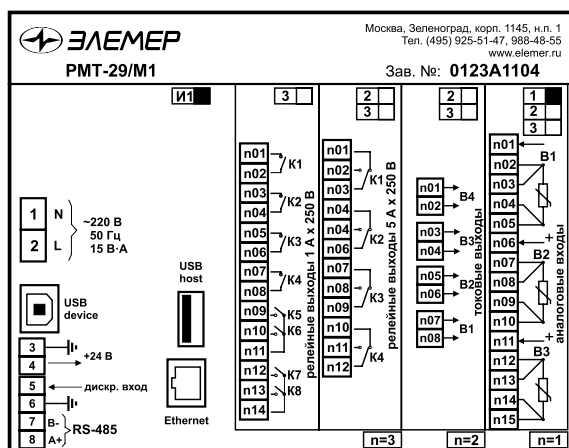 ЭЛЕМЕР
РМТ-29/М1
Москва, Зеленоград, корп. 1145, н.п. 1
Тел. (495) 925-51-47, 988-48-55
www.elemer.ru
Зав. №: 0123А1104
И1
1 N
2 L
~220 В
50 Гц
15 В·А
USB
device
USB
host
Ethernet
3
4
+24 В
5
дискр. вход
6
7 B-
8 A+
RS-485
3
n01
n02
K1
n03
n04
K2
n05
n06
K3
n07
n08
K4
n09
n10
n11
K5
K6
n12
n13
n14
K7
K8
релейные выходы 1 А х 250 В
2
3
n01
n02
n03
K1
n04
n04
n06
K2
n07
n08
n09
K3
n10
n11
n12
K4
релейные выходы 5 А х 250 В
n=3
2
3
n01
n02
B4
n03
n04
B3
n05
n06
B2
n07
n08
B1
токовые выходы
n=2
1
2
3
n01
n02
n03
n04
n05
B1
n06
+
n07
n08
n09
n10
B2
n11
+
n12
n13
n14
n15
B3
аналоговые входы
n=1